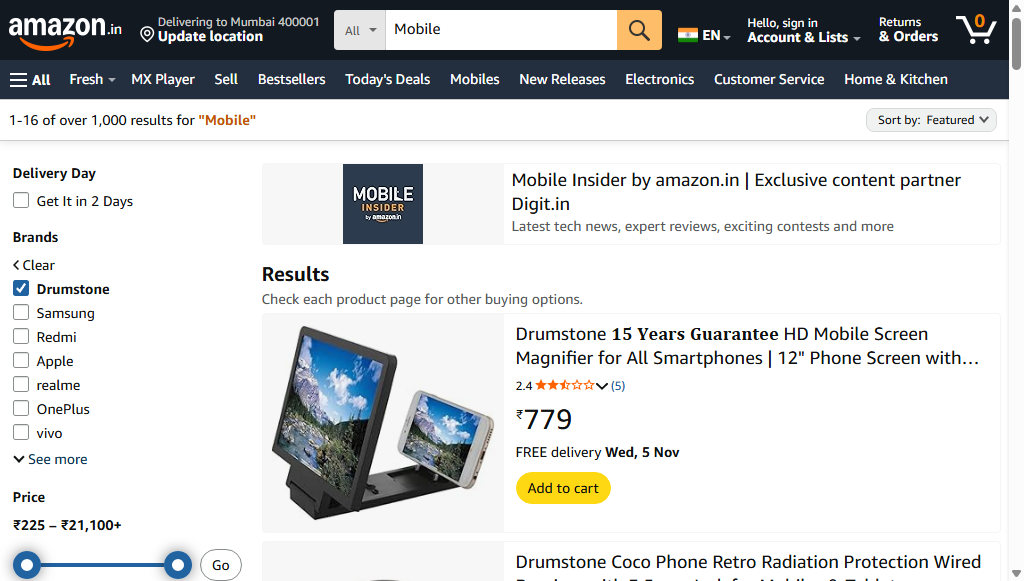 amazon.in
Delivering to Mumbai 400001
Update location
All
Mobile
EN
Hello, sign in
Account & Lists
Returns
& Orders
0
All
Fresh
MX Player
Sell
Bestsellers
Today's Deals
Mobiles
New Releases
Electronics
Customer Service
Home & Kitchen
1-16 of over 1,000 results for "Mobile"
Sort by: Featured
Delivery Day
Get It in 2 Days
Brands
Clear
Drumstone
Samsung
Redmi
Apple
realme
OnePlus
vivo
See more
Price
₹225 – ₹21,100+
Go
MOBILE
INSIDER
by amazon.in
Mobile Insider by amazon.in | Exclusive content partner
Digit.in
Latest tech news, expert reviews, exciting contests and more
Results
Check each product page for other buying options.
Drumstone 15 Years Guarantee HD Mobile Screen
Magnifier for All Smartphones | 12" Phone Screen with…
2.4 (5)
₹779
FREE delivery Wed, 5 Nov
Add to cart
Drumstone Coco Phone Retro Radiation Protection Wired